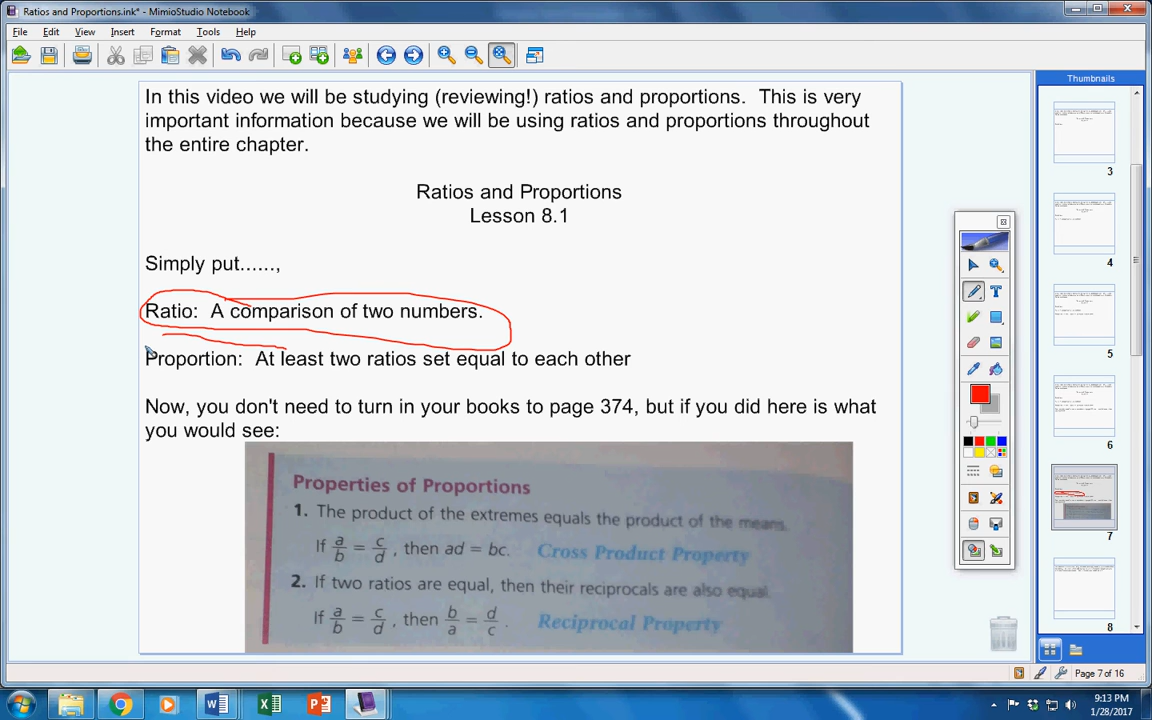 Ratios and Proportions.ink* - MimioStudio Notebook
File Edit View Insert Format Tools Help
In this video we will be studying (reviewing!) ratios and proportions. This is very
important information because we will be using ratios and proportions throughout
the entire chapter.
Ratios and Proportions
Lesson 8.1
Simply put......,
Ratio: A comparison of two numbers.
Proportion: At least two ratios set equal to each other
Now, you don't need to turn in your books to page 374, but if you did here is what
you would see:
Properties of Proportions
1. The product of the extremes equals the product of the means.
If a/b = c/d, then ad = bc. Cross Product Property
2. If two ratios are equal, then their reciprocals are also equal.
If a/b = c/d, then b/a = d/c. Reciprocal Property
Thumbnails
3
4
5
6
7
8
Page 7 of 16
9:13 PM
1/28/2017